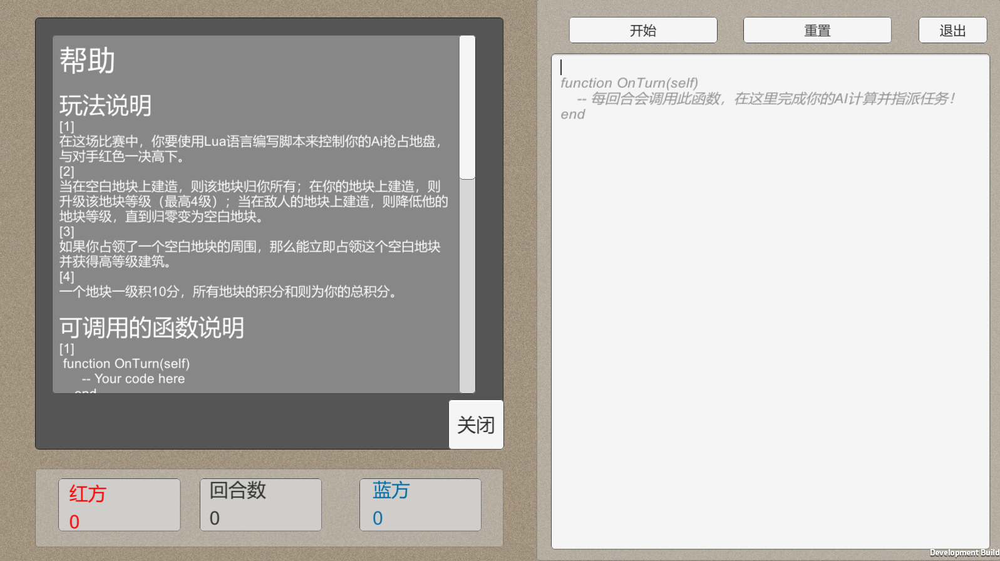 帮助
玩法说明
[1]
在这场比赛中，你要使用Lua语言编写脚本来控制你的Ai抢占地盘，
与对手红色一决高下。
[2]
当在空白地块上建造，则该地块归你所有；在你的地块上建造，则
升级该地块等级（最高4级）；当在敌人的地块上建造，则降低他的
地块等级，直到归零变为空白地块。
[3]
如果你占领了一个空白地块的周围，那么能立即占领这个空白地块
并获得高等级建筑。
[4]
一个地块一级积10分，所有地块的积分和则为你的总积分。
可调用的函数说明
[1]
function OnTurn(self)
-- Your code here
end
关闭
红方
0
回合数
0
蓝方
0
开始
重置
退出
function OnTurn(self)
-- 每回合会调用此函数，在这里完成你的AI计算并指派任务！
end
Development Build